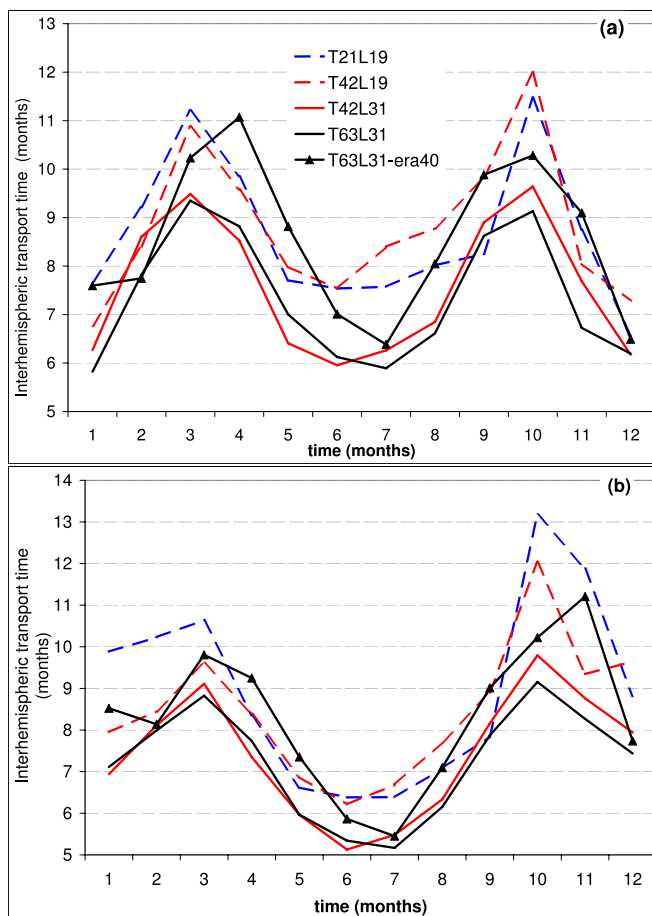 (a)
13
12
11
10
9
8
7
6
5
Interhemispheric transport time (months)
T21L19
T42L19
T42L31
T63L31
T63L31-era40
1 2 3 4 5 6 7 8 9 10 11 12
time (months)
(b)
14
13
12
11
10
9
8
7
6
5
Interhemispheric transport time
(months)
1 2 3 4 5 6 7 8 9 10 11 12
time (months)